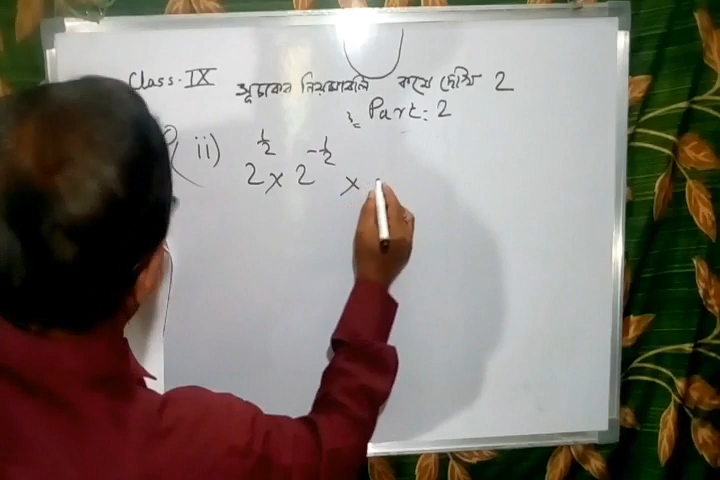 Class - IX সূচকের নিয়মাবলি কষে দেখি 2
Part: 2
(ii) 2^{1/2} × 2^{-1/2} ×